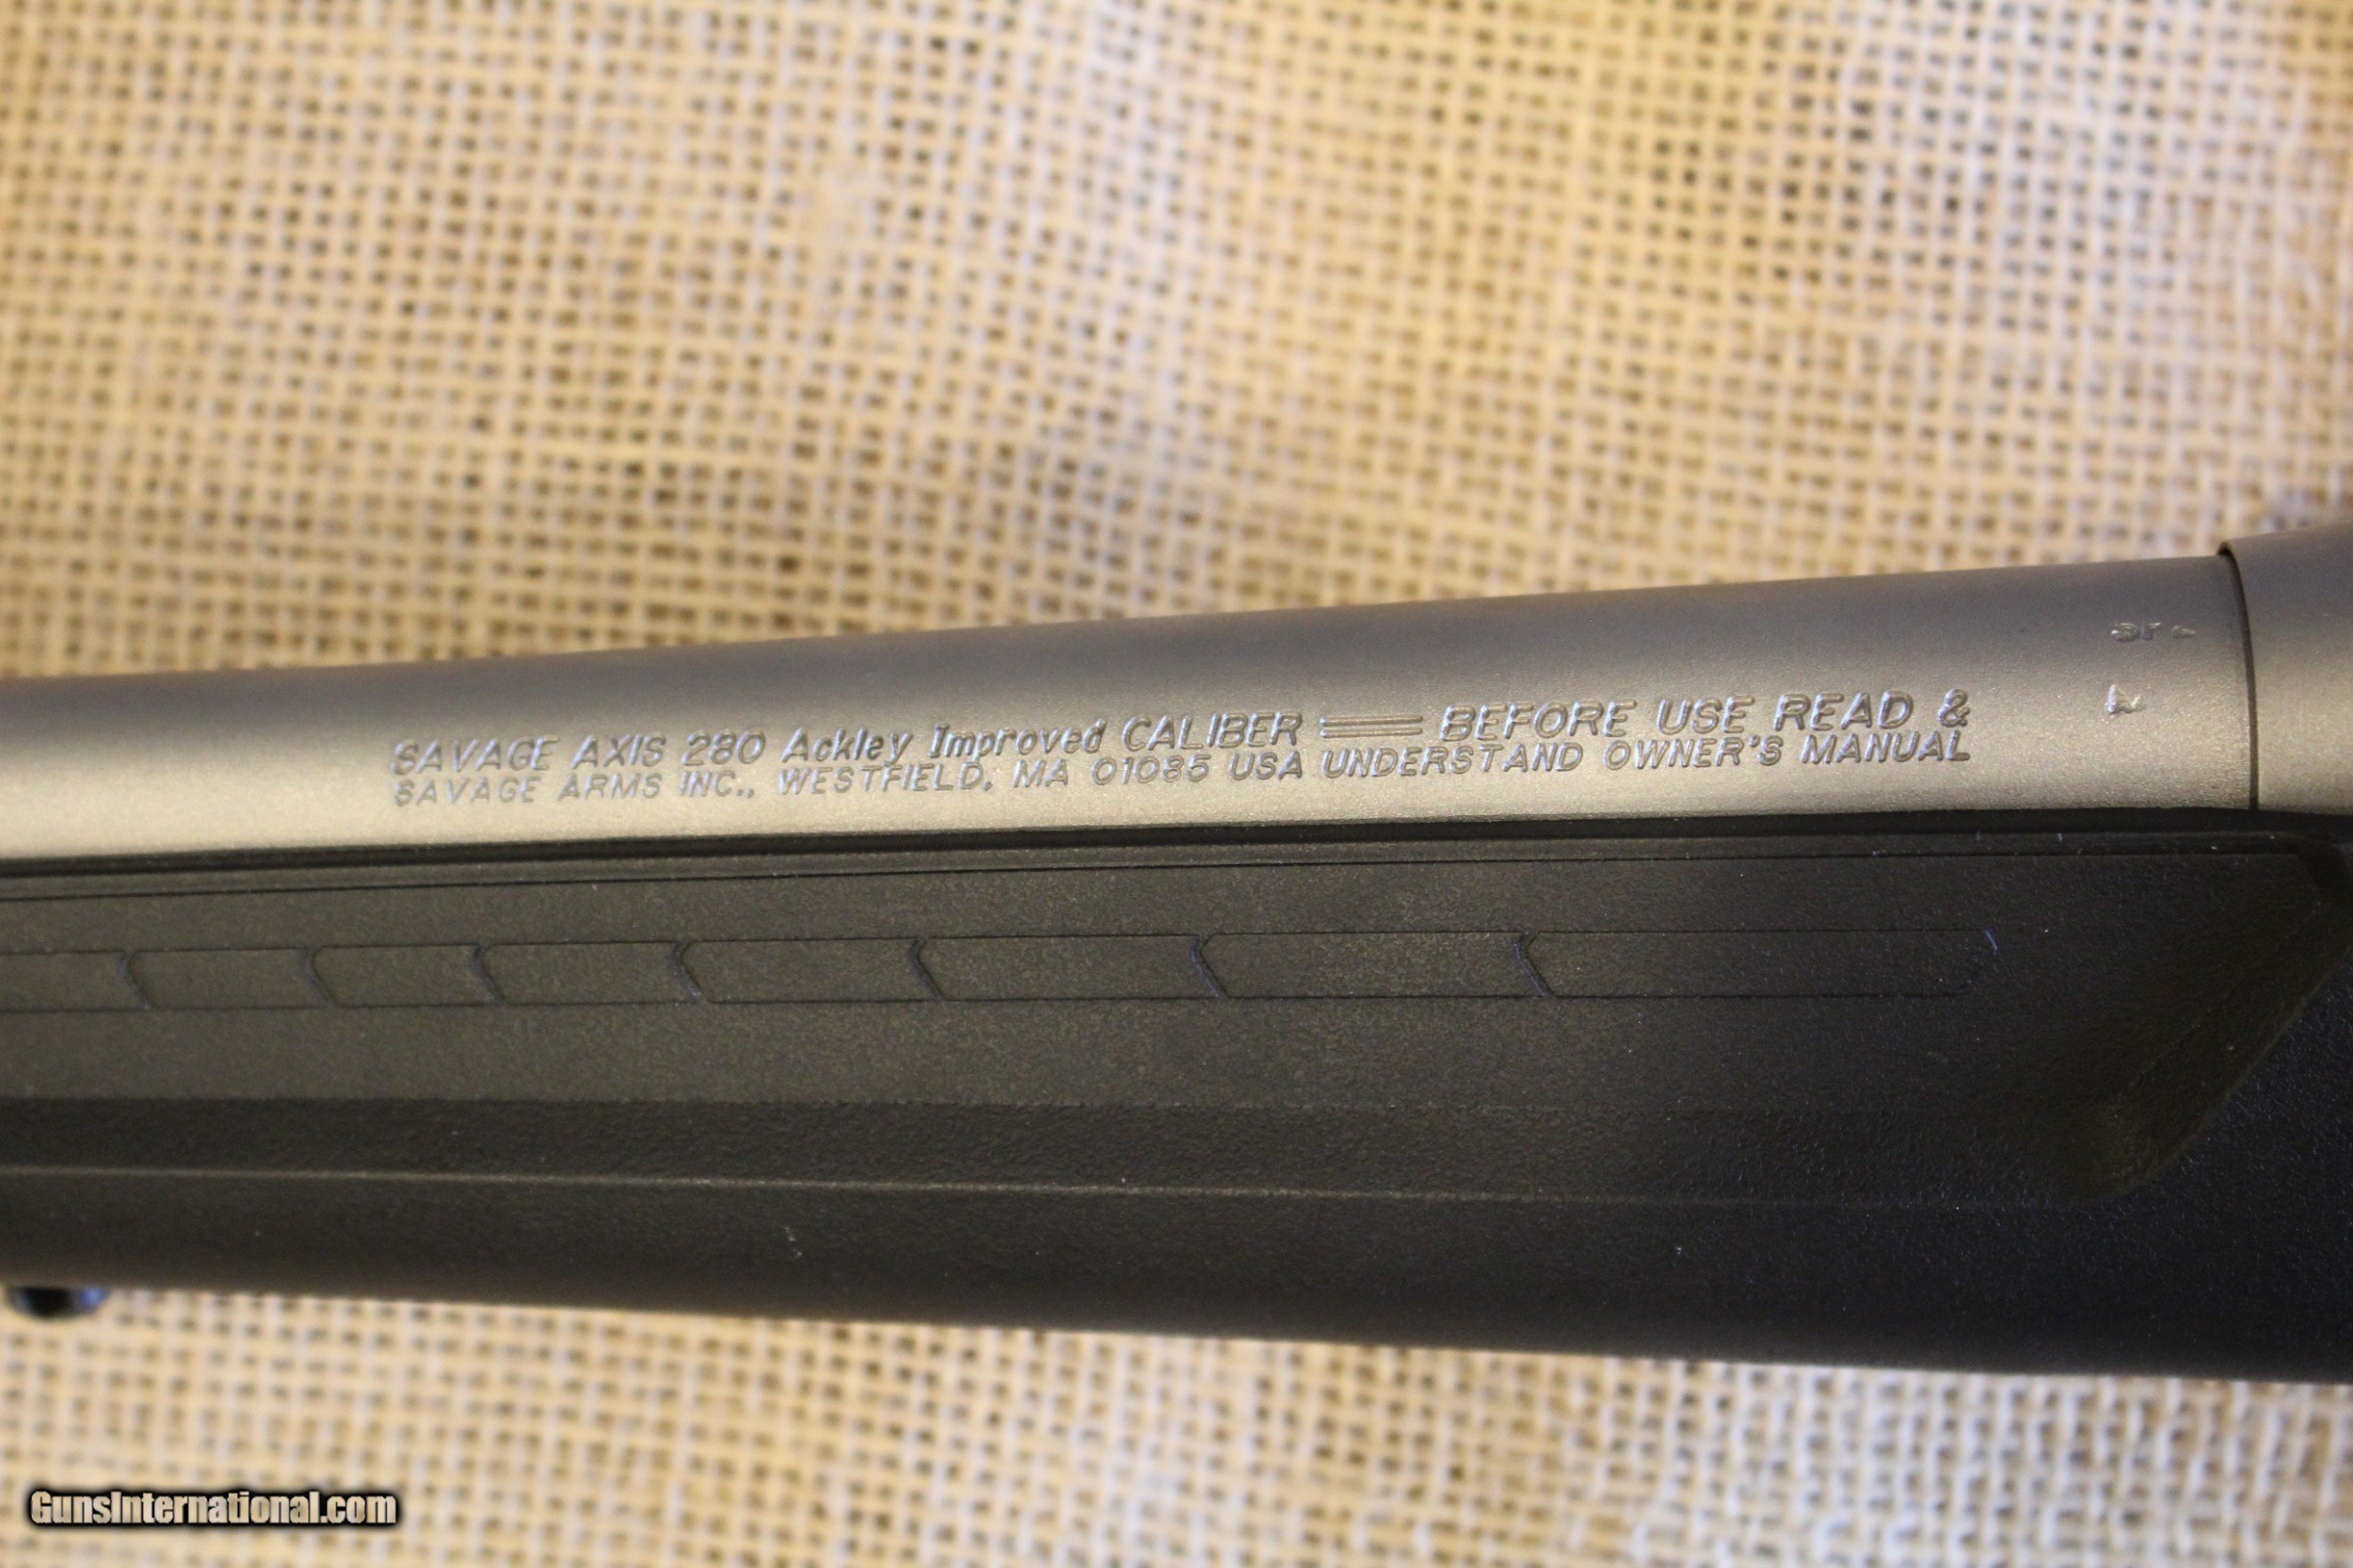 SAVAGE AXIS 280 Ackley Improved CALIBER ═══ BEFORE USE READ &
SAVAGE ARMS INC., WESTFIELD, MA 01085 USA UNDERSTAND OWNER'S MANUAL
GunsInternational.com